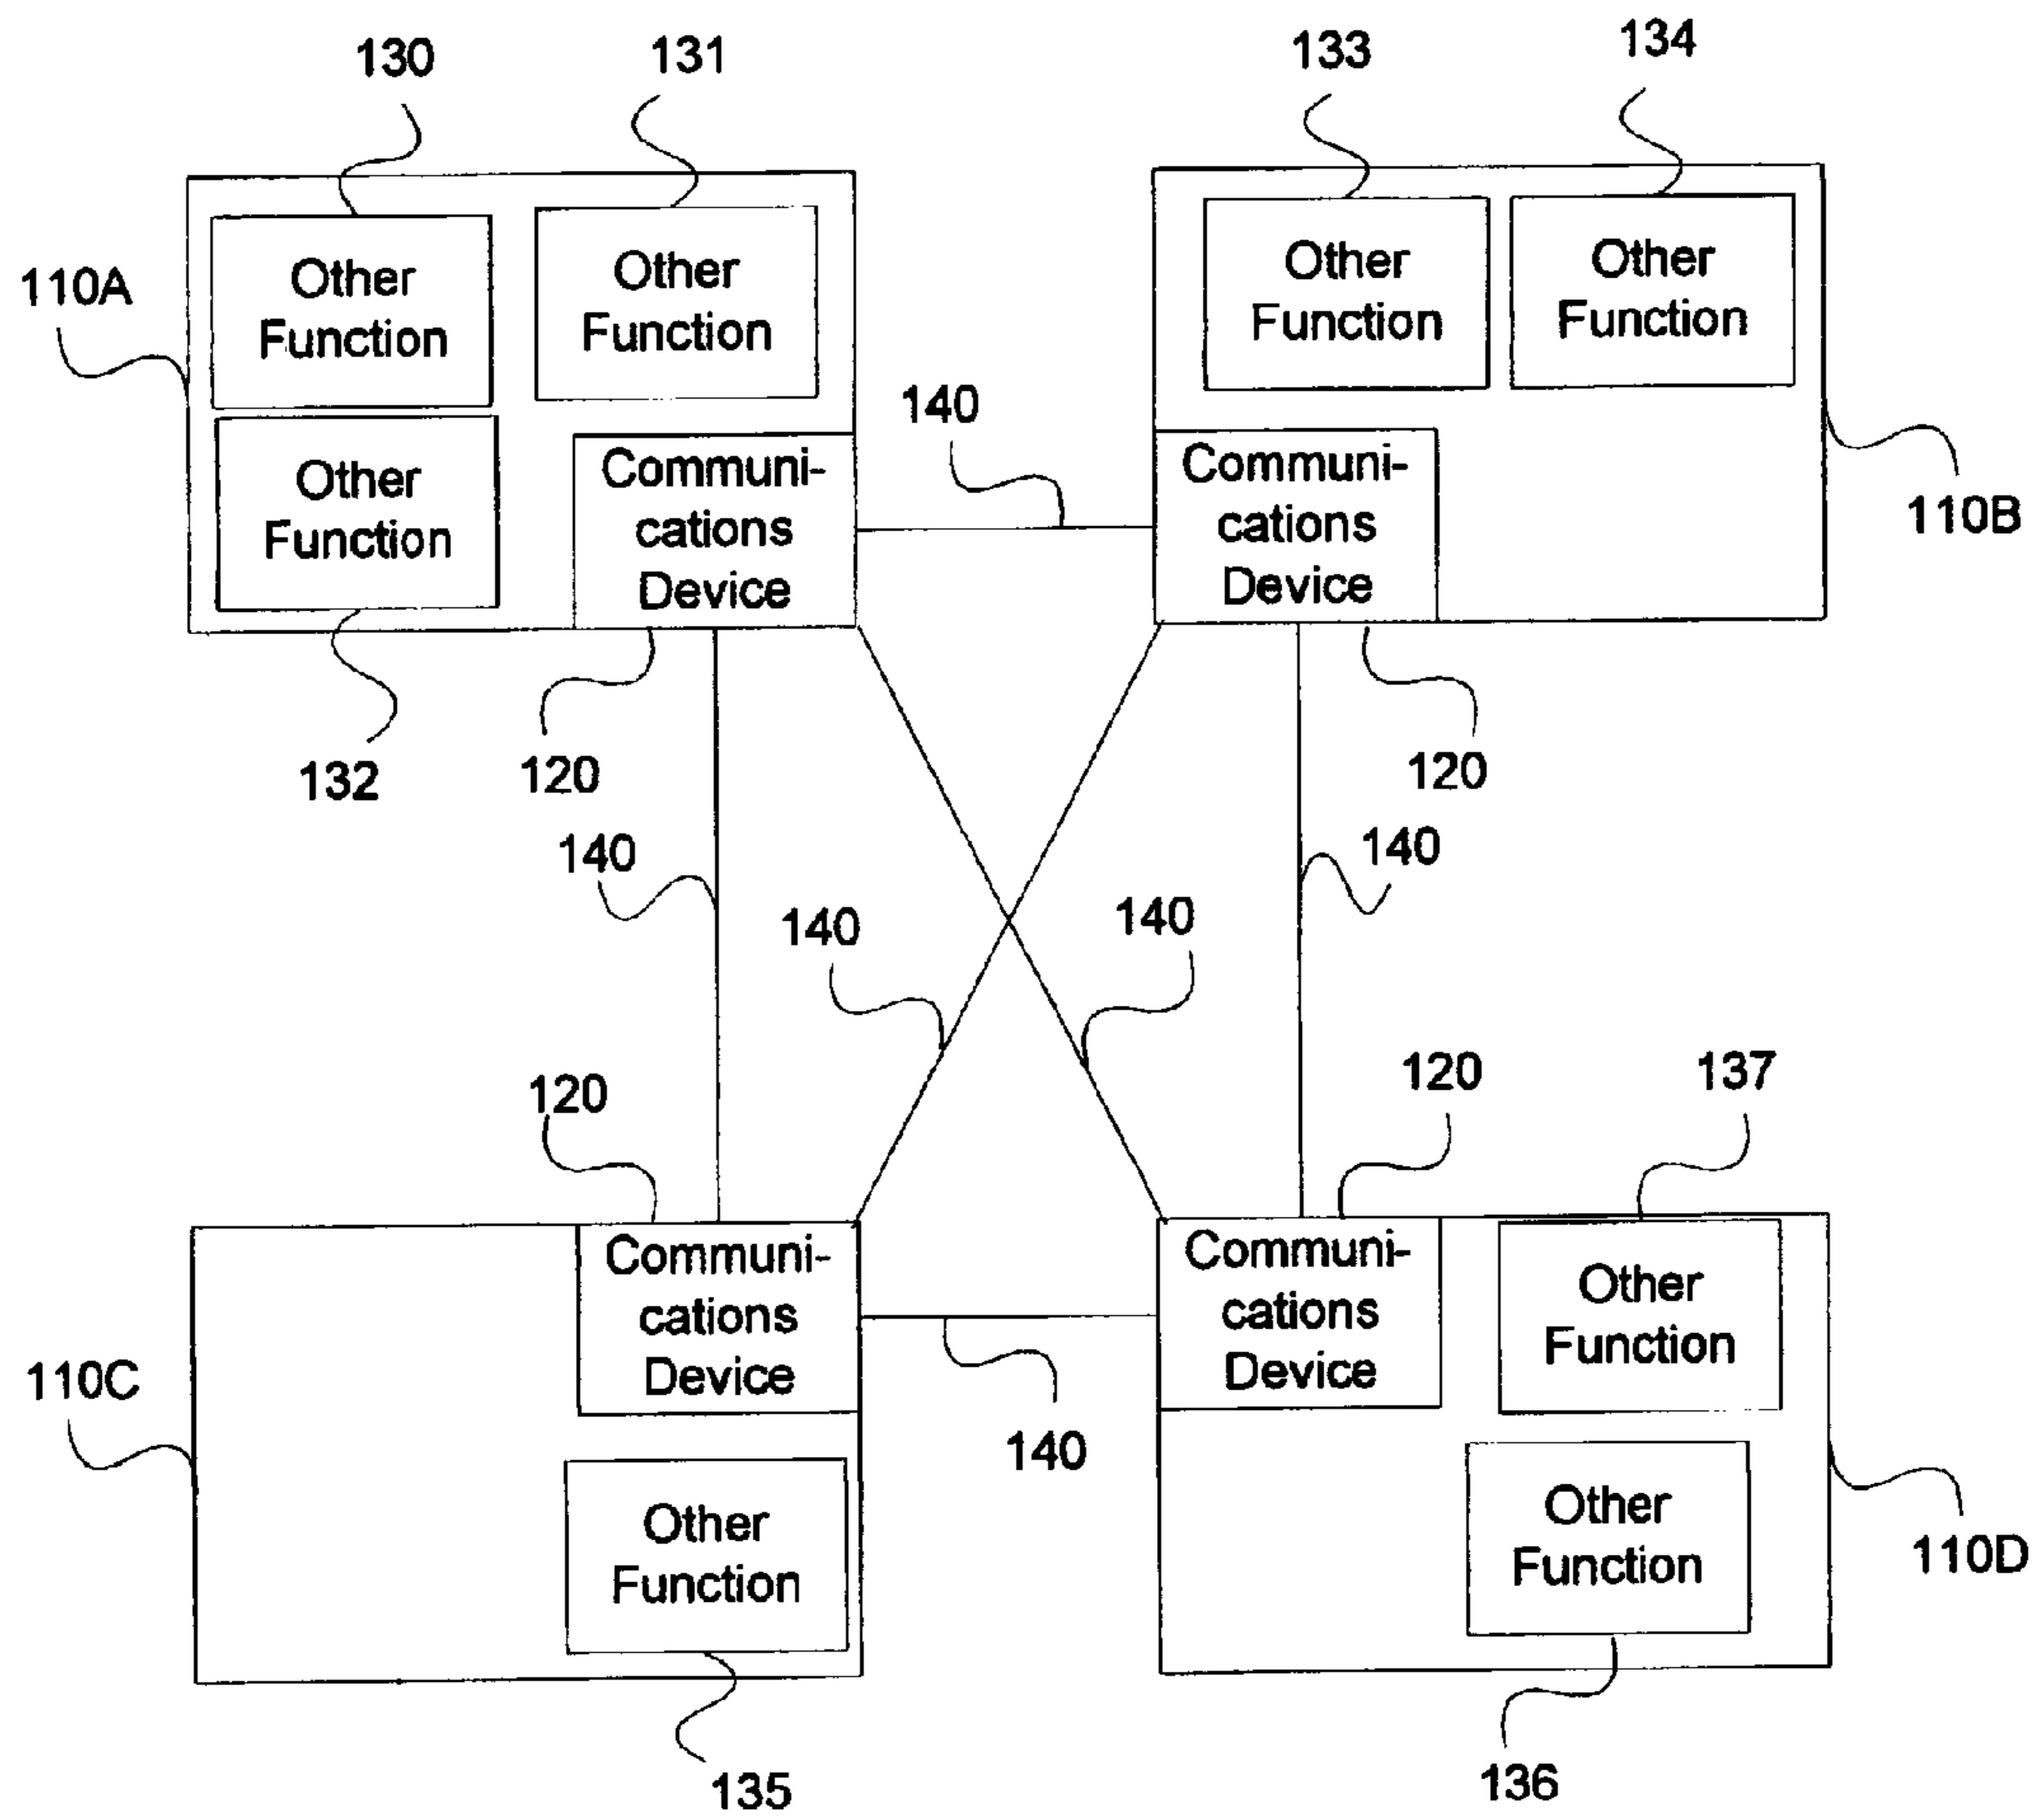 130
131
133
134
110A
Other
Function
Other
Function
Other
Function
Other
Function
140
Other
Function
Communi-
cations
Device
Communi-
cations
Device
110B
132
120
120
140
140
140
140
120
120
137
110C
Communi-
cations
Device
Communi-
cations
Device
Other
Function
140
Other
Function
Other
Function
110D
135
136